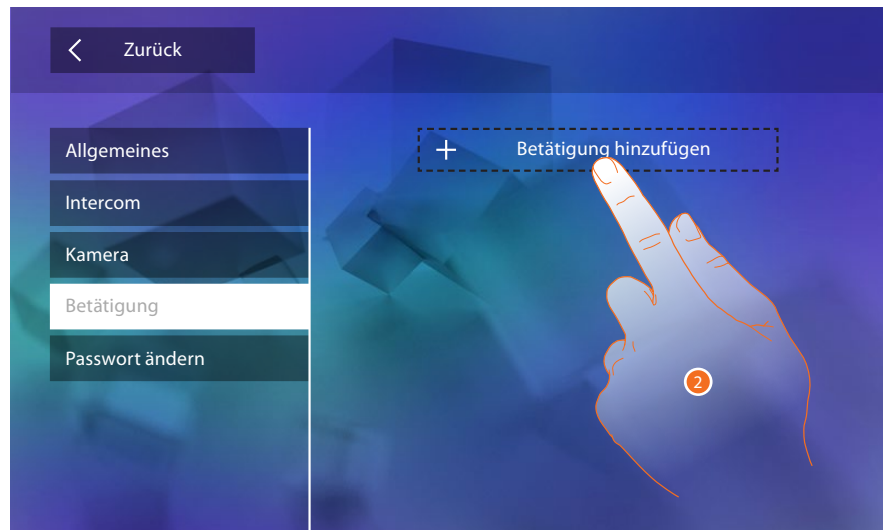 Zurück
Allgemeines
Betätigung hinzufügen
Intercom
Kamera
Betätigung
Passwort ändern
2